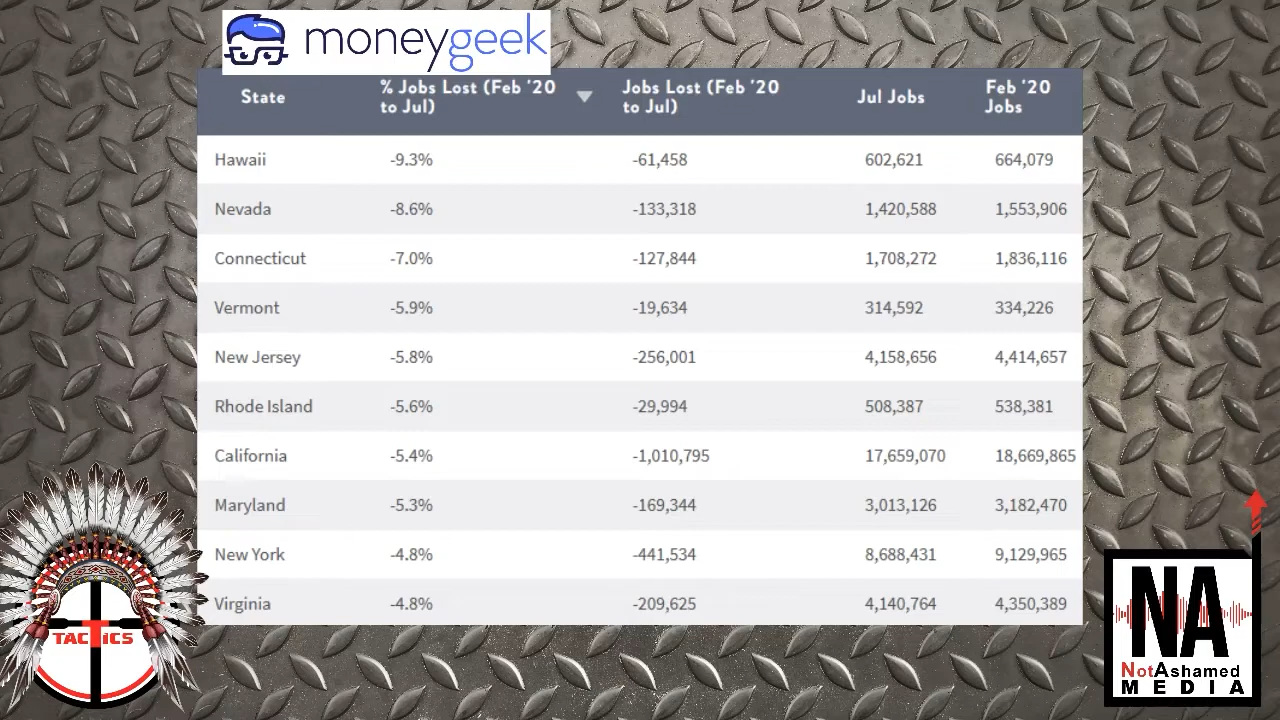 moneygeek
State % Jobs Lost (Feb '20 to Jul) Jobs Lost (Feb '20 to Jul) Jul Jobs Feb '20 Jobs
Hawaii -9.3% -61,458 602,621 664,079
Nevada -8.6% -133,318 1,420,588 1,553,906
Connecticut -7.0% -127,844 1,708,272 1,836,116
Vermont -5.9% -19,634 314,592 334,226
New Jersey -5.8% -256,001 4,158,656 4,414,657
Rhode Island -5.6% -29,994 508,387 538,381
California -5.4% -1,010,795 17,659,070 18,669,865
Maryland -5.3% -169,344 3,013,126 3,182,470
New York -4.8% -441,534 8,688,431 9,129,965
Virginia -4.8% -209,625 4,140,764 4,350,389
TACTICS
NA
NotAshamed
MEDIA